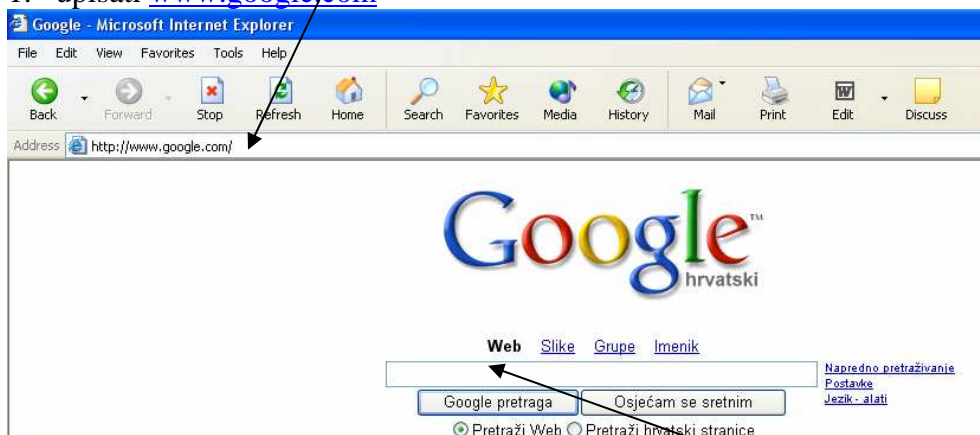 1. upisati www.google.com
Google - Microsoft Internet Explorer
File Edit View Favorites Tools Help
Back Forward Stop Refresh Home Search Favorites Media History Mail Print Edit Discuss
Address http://www.google.com/
Google™
hrvatski
Web Slike Grupe Imenik
Napredno pretraživanje
Postavke
Jezik - alati
Google pretraga Osjećam se sretnim
Pretraži Web Pretraži hrvatski stranice